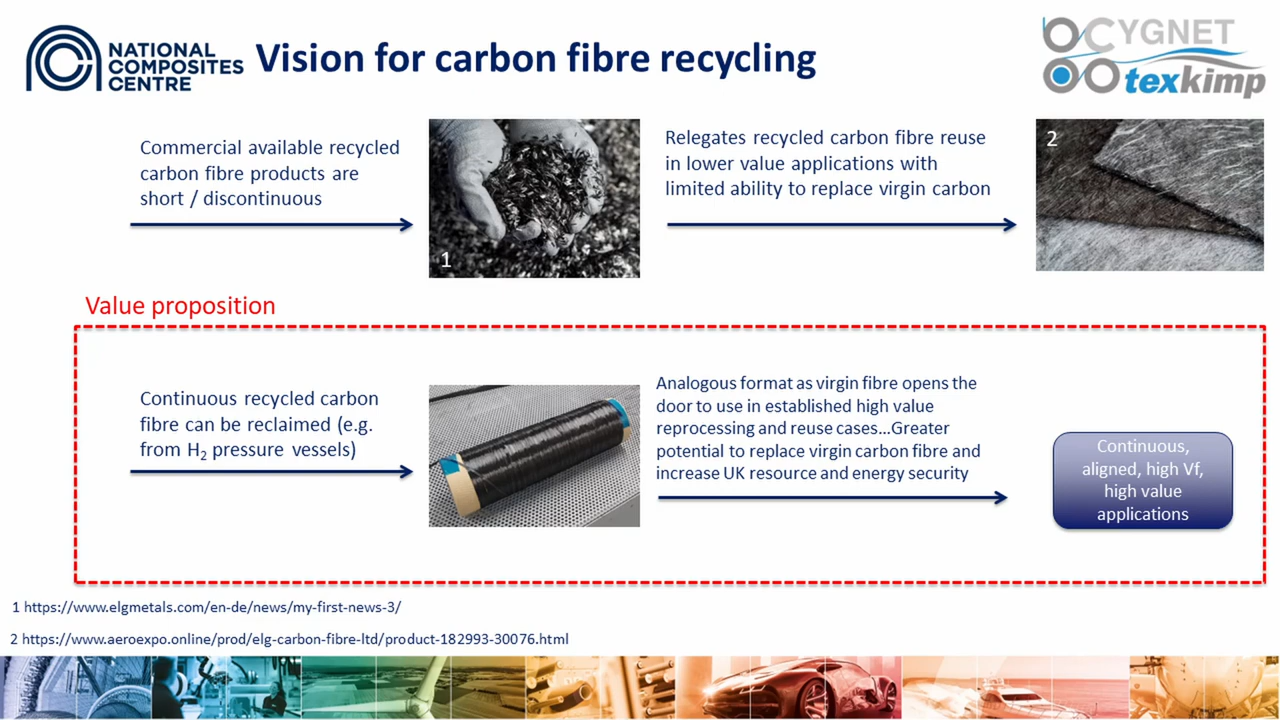 NATIONAL
COMPOSITES
CENTRE
Vision for carbon fibre recycling
CYGNET
texkimp
Commercial available recycled
carbon fibre products are
short / discontinuous
1
Relegates recycled carbon fibre reuse
in lower value applications with
limited ability to replace virgin carbon
2
Value proposition
Continuous recycled carbon
fibre can be reclaimed (e.g.
from H2 pressure vessels)
Analogous format as virgin fibre opens the
door to use in established high value
reprocessing and reuse cases...Greater
potential to replace virgin carbon fibre and
increase UK resource and energy security
Continuous,
aligned, high Vf,
high value
applications
1 https://www.elgmetals.com/en-de/news/my-first-news-3/
2 https://www.aeroexpo.online/prod/elg-carbon-fibre-ltd/product-182993-30076.html